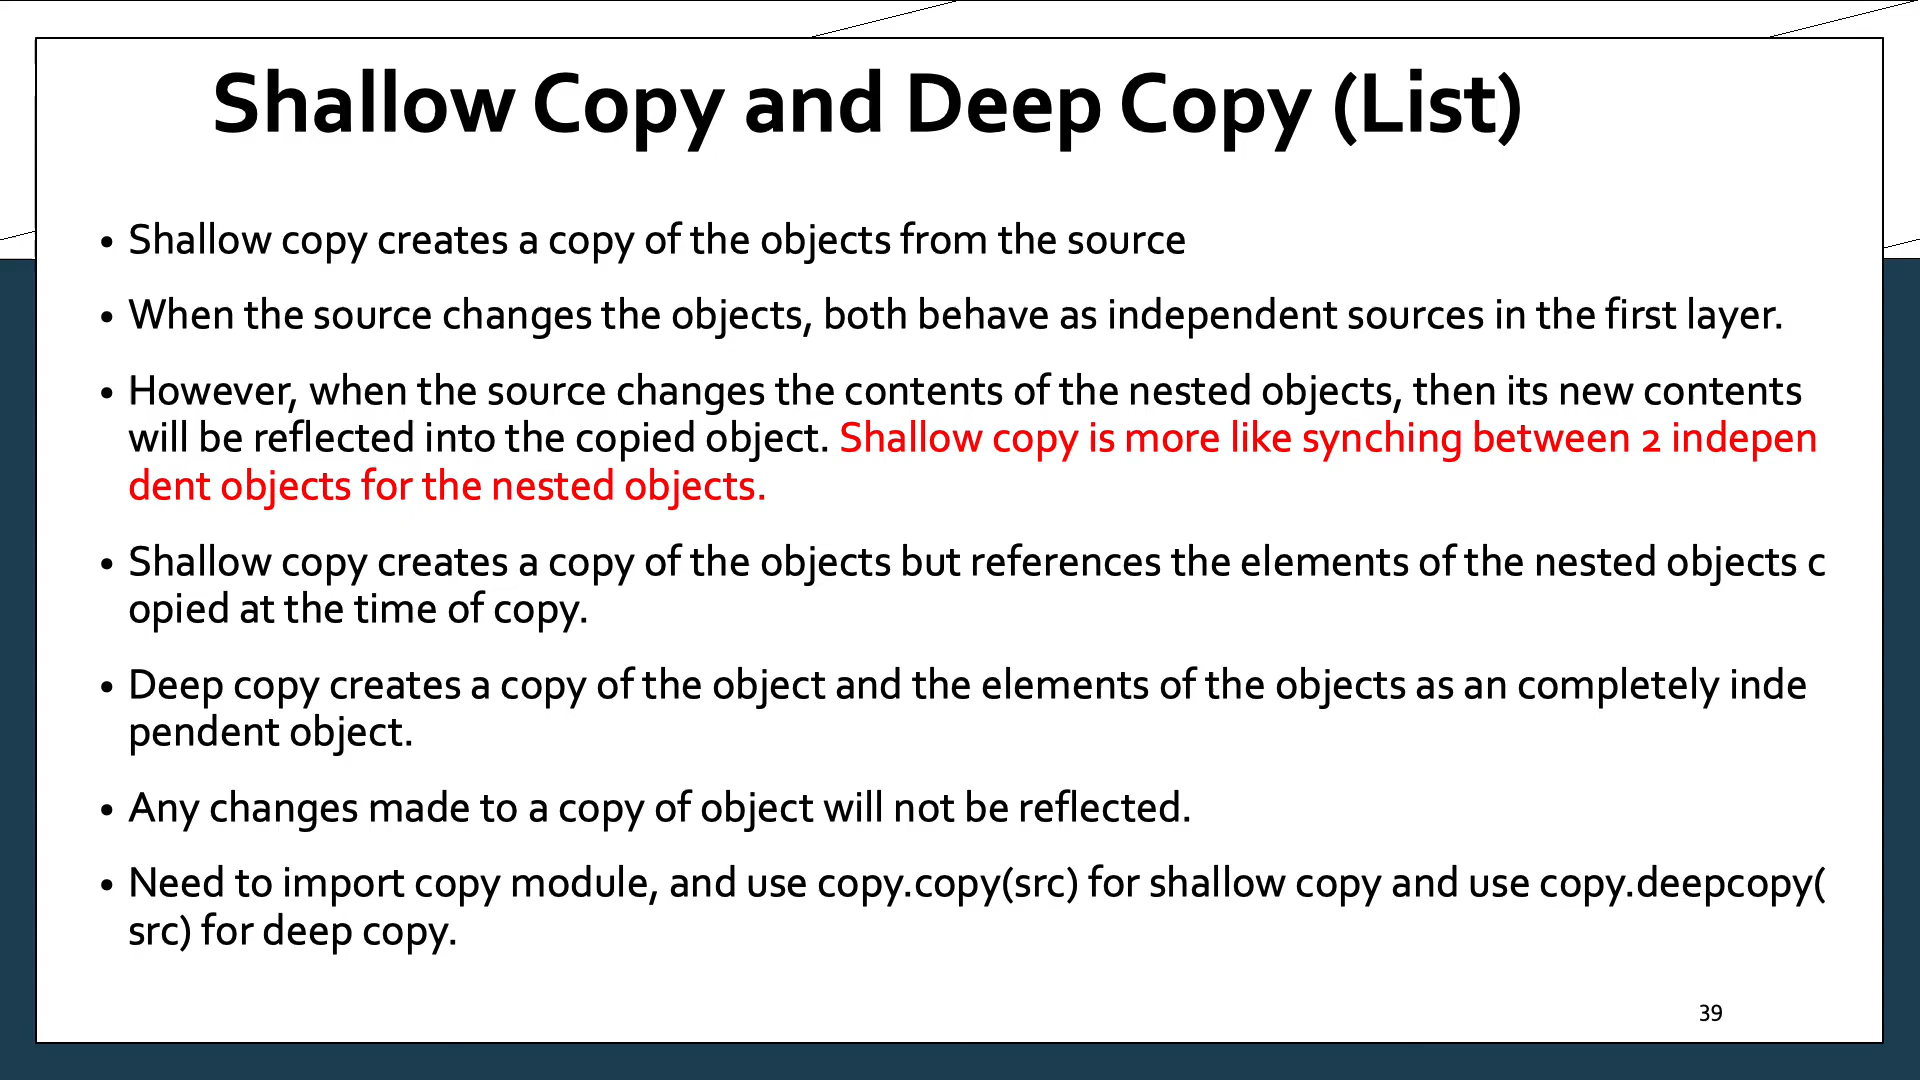 Shallow Copy and Deep Copy (List)
• Shallow copy creates a copy of the objects from the source
• When the source changes the objects, both behave as independent sources in the first layer.
• However, when the source changes the contents of the nested objects, then its new contents
will be reflected into the copied object. Shallow copy is more like synching between 2 indepen
dent objects for the nested objects.
• Shallow copy creates a copy of the objects but references the elements of the nested objects c
opied at the time of copy.
• Deep copy creates a copy of the object and the elements of the objects as an completely inde
pendent object.
• Any changes made to a copy of object will not be reflected.
• Need to import copy module, and use copy.copy(src) for shallow copy and use copy.deepcopy(
src) for deep copy.
39